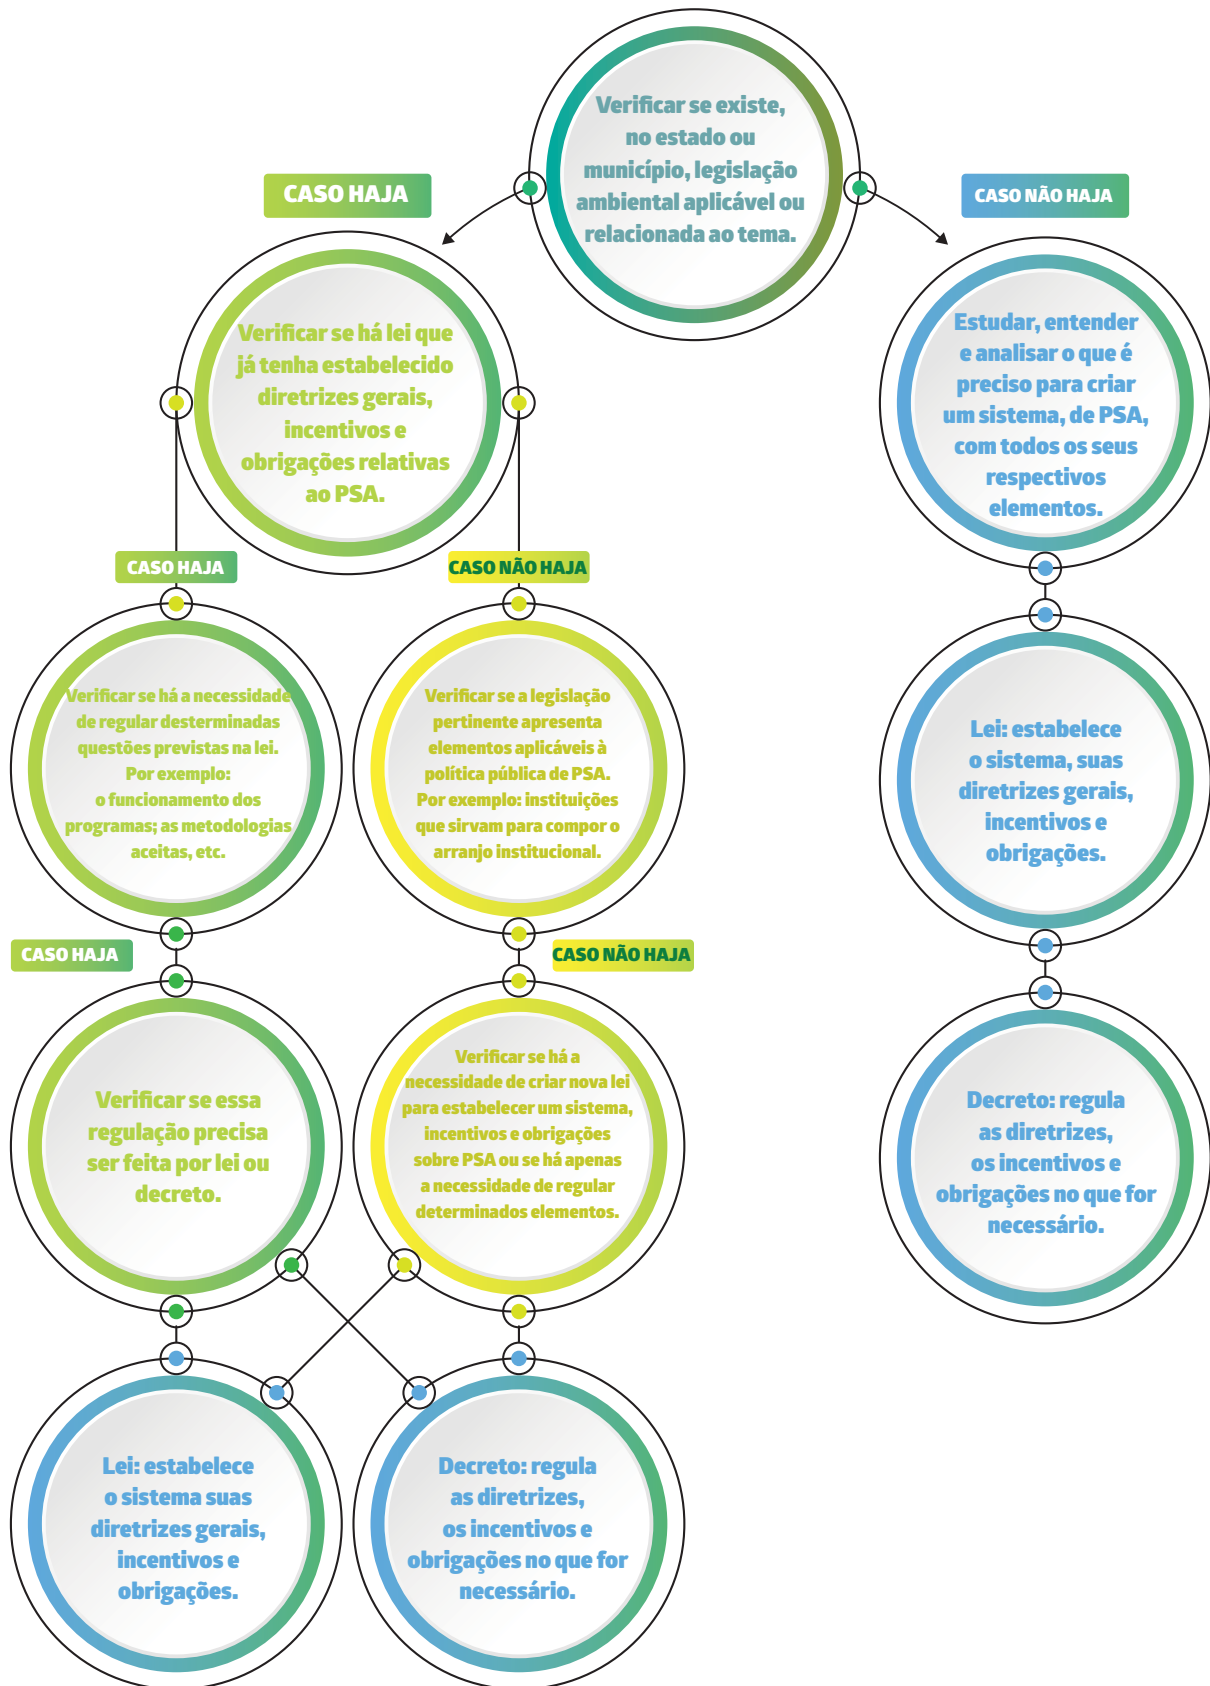 Verificar se existe,
no estado ou
município, legislação
ambiental aplicável ou
relacionada ao tema.
CASO HAJA
CASO NÃO HAJA
Verificar se há lei que
já tenha estabelecido
diretrizes gerais,
incentivos e
obrigações relativas
ao PSA.
Estudar, entender
e analisar o que é
preciso para criar
um sistema, de PSA,
com todos os seus
respectivos
elementos.
CASO HAJA
CASO NÃO HAJA
Verificar se há a necessidade
de regular desterminadas
questões previstas na lei.
Por exemplo:
o funcionamento dos
programas; as metodologias
aceitas, etc.
Verificar se a legislação
pertinente apresenta
elementos aplicáveis à
política pública de PSA.
Por exemplo: instituições
que sirvam para compor o
arranjo institucional.
Lei: estabelece
o sistema, suas
diretrizes gerais,
incentivos e
obrigações.
CASO HAJA
CASO NÃO HAJA
Verificar se essa
regulação precisa
ser feita por lei ou
decreto.
Verificar se há a
necessidade de criar nova lei
para estabelecer um sistema,
incentivos e obrigações
sobre PSA ou se há apenas
a necessidade de regular
determinados elementos.
Decreto: regula
as diretrizes,
os incentivos e
obrigações no que for
necessário.
Lei: estabelece
o sistema suas
diretrizes gerais,
incentivos e
obrigações.
Decreto: regula
as diretrizes,
os incentivos e
obrigações no que for
necessário.